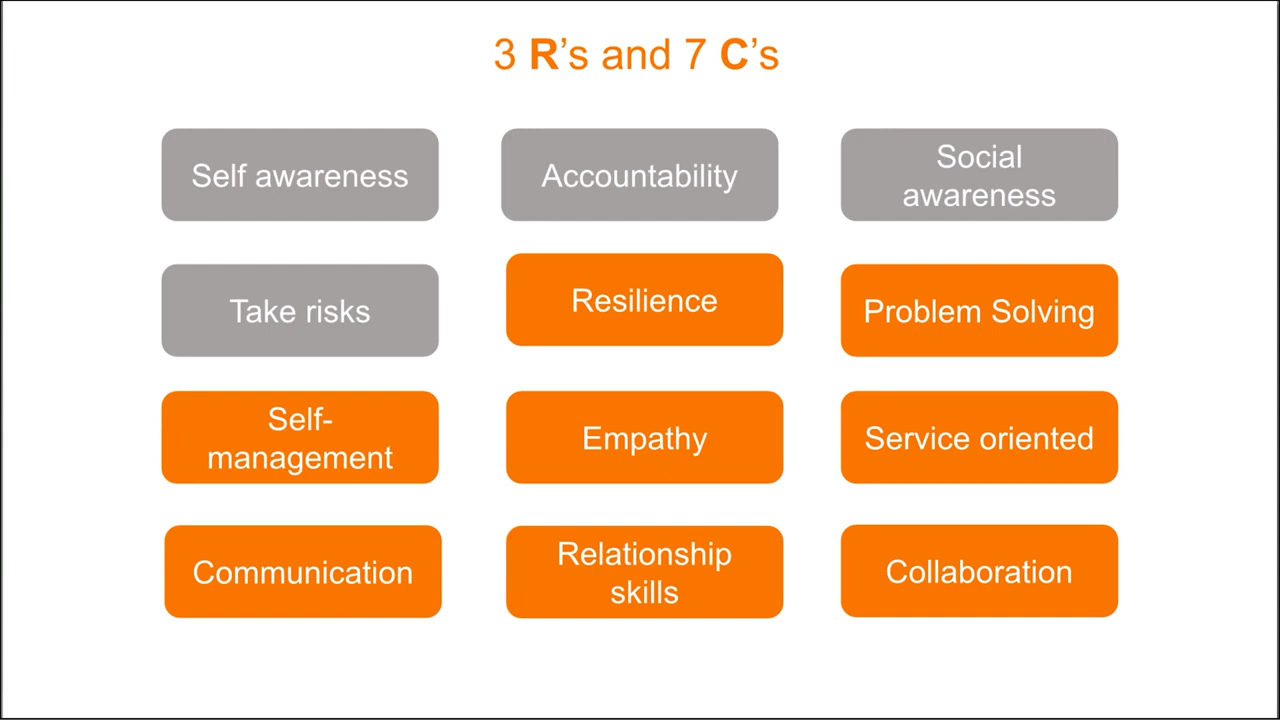 3 R's and 7 C's
Self awareness
Accountability
Social
awareness
Take risks
Resilience
Problem Solving
Self-
management
Empathy
Service oriented
Communication
Relationship
skills
Collaboration